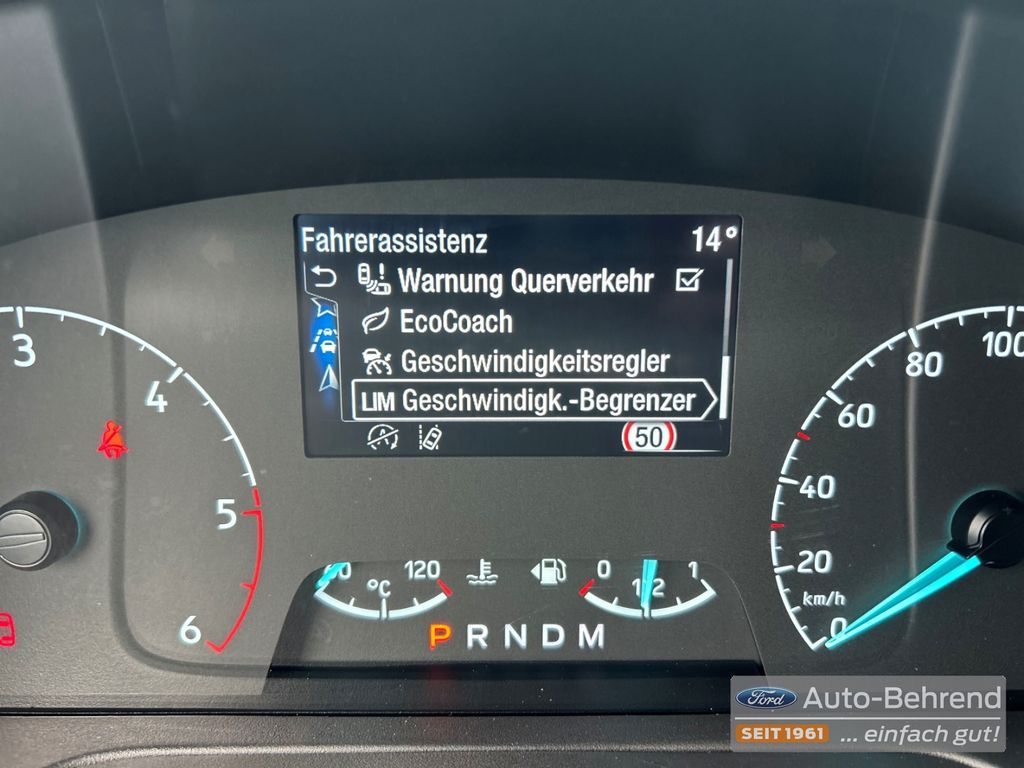 Fahrerassistenz 14°
Warnung Querverkehr
EcoCoach
Geschwindigkeitsregler
LIM Geschwindigk.-Begrenzer
50
3
4
5
6
100
80
60
40
20
km/h
0
120
°C
0
1/2
1
P R N D M
Ford Auto-Behrend
SEIT 1961 ... einfach gut!